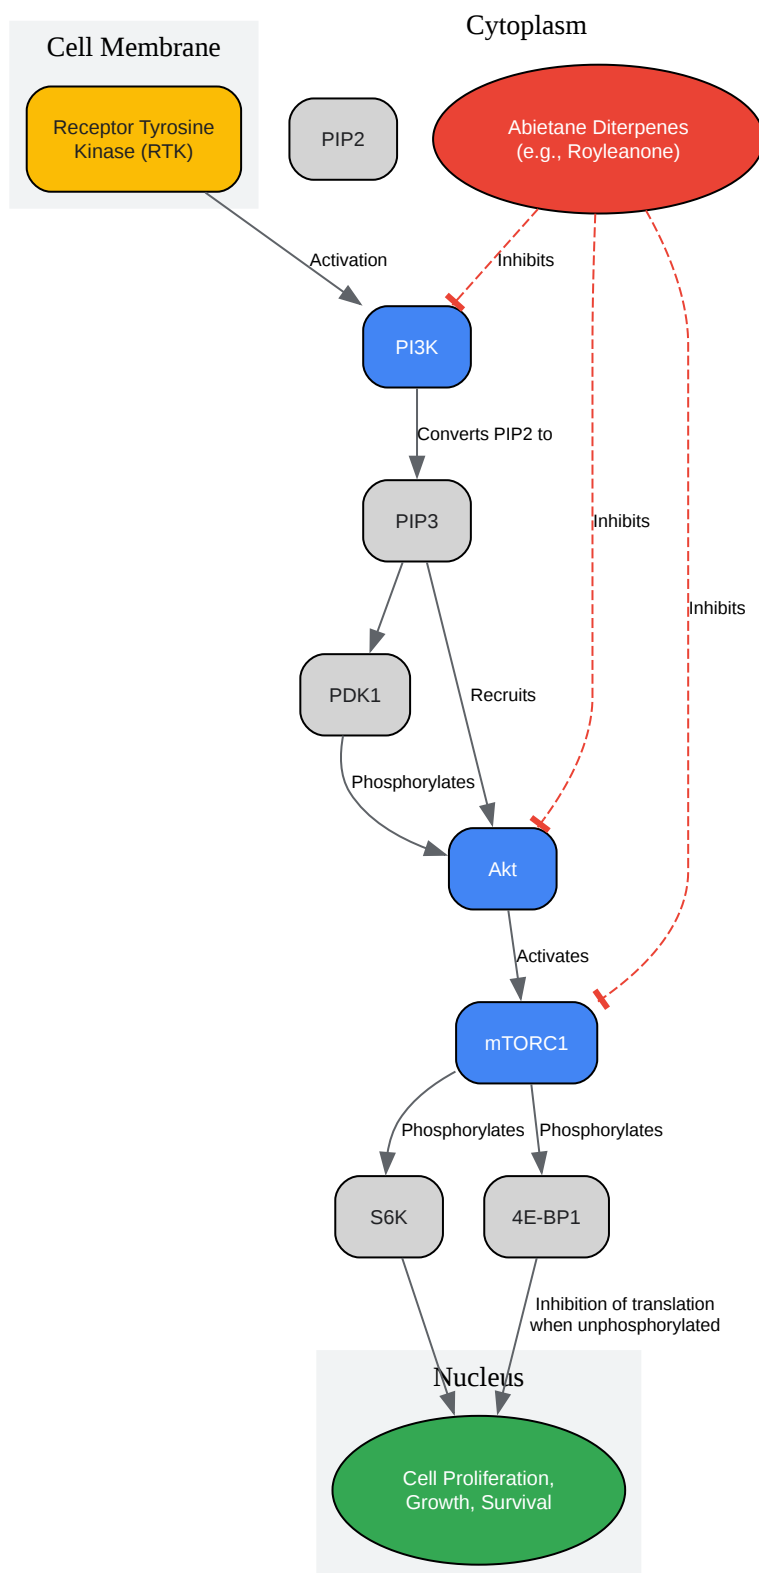 Cytoplasm
Cell Membrane
Receptor Tyrosine
Kinase (RTK)
PIP2
Abietane Diterpenes
(e.g., Royleanone)
Activation
Inhibits
PI3K
Converts PIP2 to
PIP3
Inhibits
Inhibits
PDK1
Recruits
Phosphorylates
Akt
Activates
mTORC1
Phosphorylates
Phosphorylates
S6K
4E-BP1
Inhibition of translation
when unphosphorylated
Nucleus
Cell Proliferation,
Growth, Survival